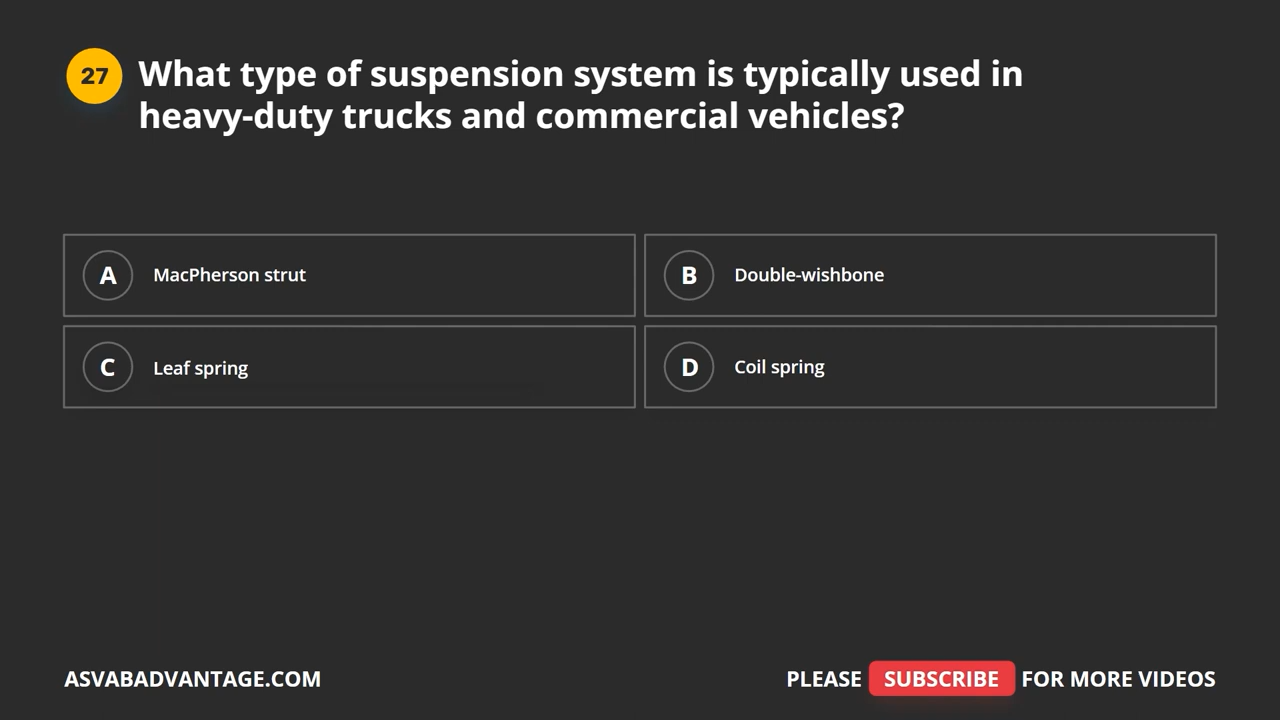 27
What type of suspension system is typically used in
heavy-duty trucks and commercial vehicles?
A MacPherson strut
B Double-wishbone
C Leaf spring
D Coil spring
ASVABADVANTAGE.COM
PLEASE SUBSCRIBE FOR MORE VIDEOS